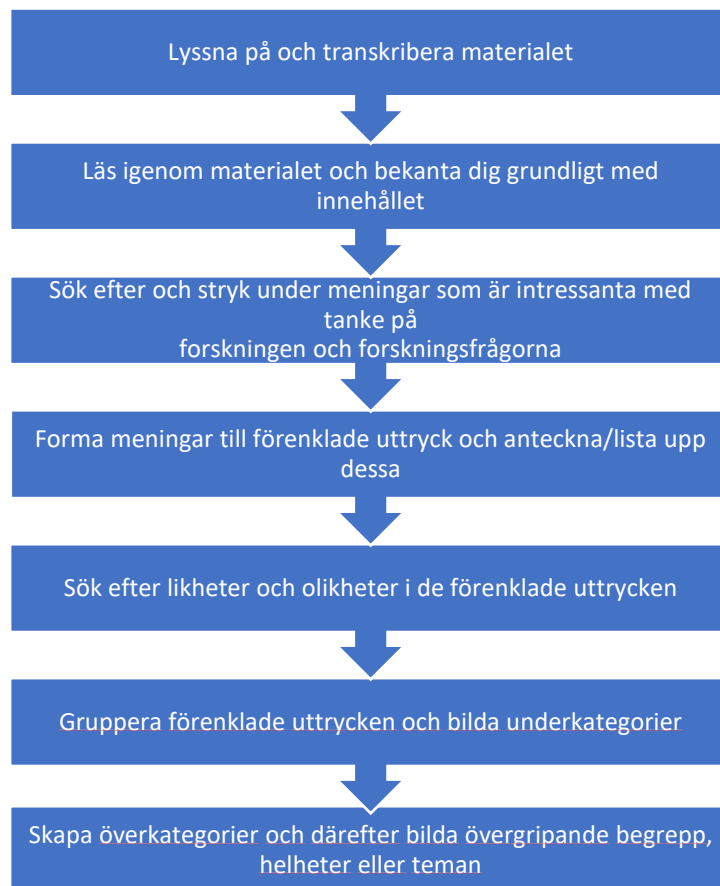 Lyssna på och transkribera materialet
Läs igenom materialet och bekanta dig grundligt med
innehållet
Sök efter och stryk under meningar som är intressanta med
tanke på
forskningen och forskningsfrågorna
Forma meningar till förenklade uttryck och anteckna/lista upp
dessa
Sök efter likheter och olikheter i de förenklade uttrycken
Gruppera förenklade uttrycken och bilda underkategorier
Skapa överkategorier och därefter bilda övergripande begrepp,
helheter eller teman